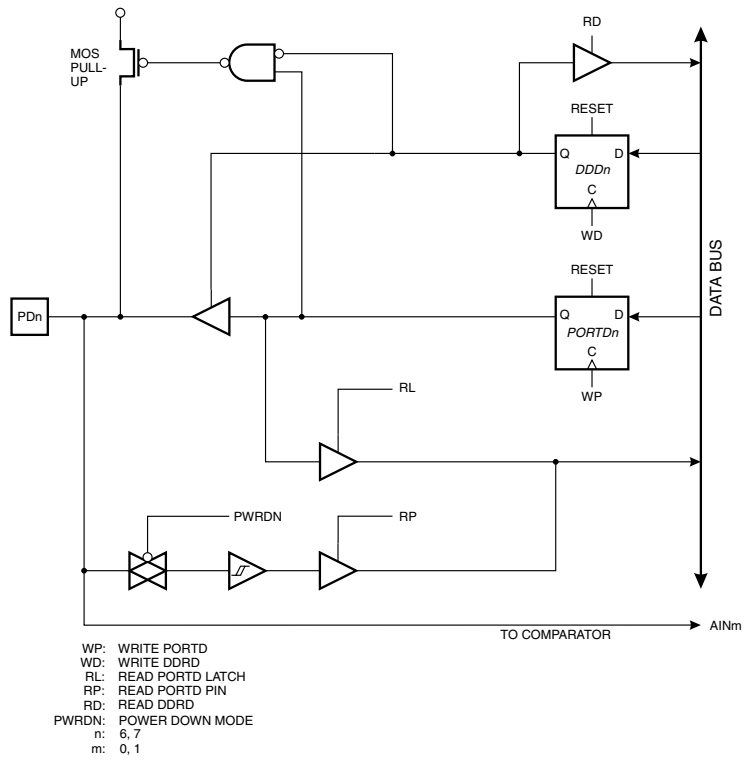 RD
MOS
PULL-
UP
RESET
Q
D
DDDn
C
WD
DATA BUS
RESET
PDn
Q
D
PORTDn
C
WP
RL
PWRDN
RP
TO COMPARATOR
AINm
WP: WRITE PORTD
WD: WRITE DDRD
RL: READ PORTD LATCH
RP: READ PORTD PIN
RD: READ DDRD
PWRDN: POWER DOWN MODE
n: 6, 7
m: 0, 1